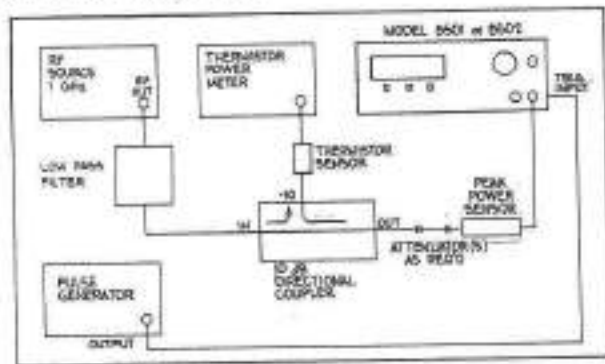 MODEL 8501 or 8502
RF
SOURCE
1 GHz
RF
OUT
THERMISTOR
POWER
METER
TRIG.
INPUT
LOW PASS
FILTER
THERMISTOR
SENSOR
PEAK
POWER
SENSOR
-10
IN
OUT
ATTENUATOR(S)
AS REQ'D
10 dB
DIRECTIONAL
COUPLER
PULSE
GENERATOR
OUTPUT